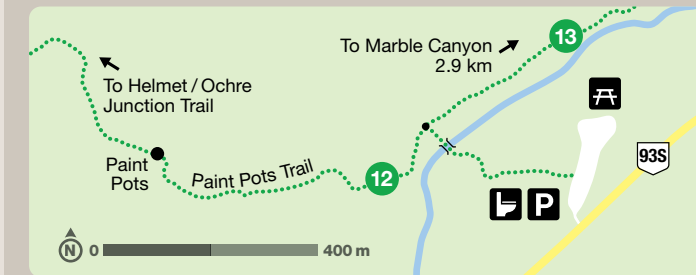 13
To Marble Canyon
2.9 km
To Helmet / Ochre
Junction Trail
93S
Paint
Pots
Paint Pots Trail
12
P
N 0 400 m